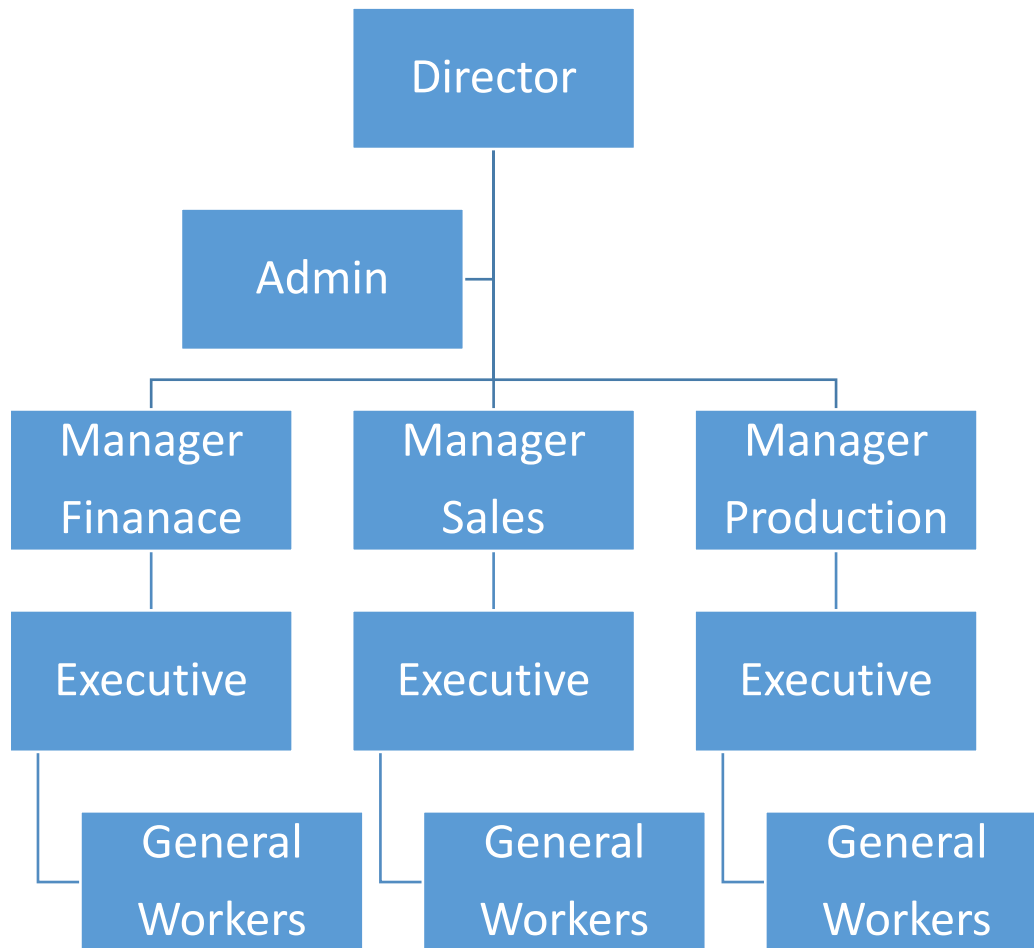 Director
Admin
Manager
Finanace
Manager
Sales
Manager
Production
Executive
Executive
Executive
General
Workers
General
Workers
General
Workers